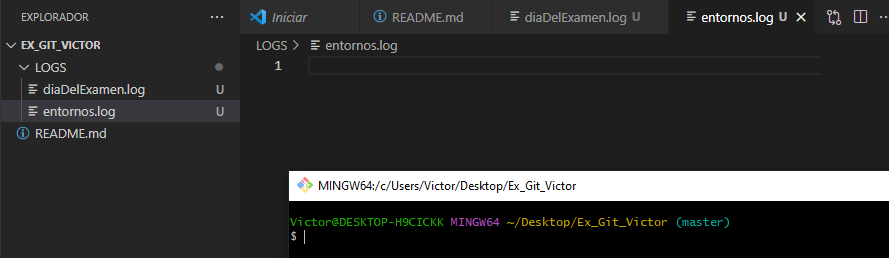 EXPLORADOR
EX_GIT_VICTOR
LOGS
diaDelExamen.log U
entornos.log U
README.md
Iniciar README.md diaDelExamen.log U entornos.log U
LOGS > entornos.log
1
MINGW64:/c/Users/Victor/Desktop/Ex_Git_Victor
Victor@DESKTOP-H9CICKK MINGW64 ~/Desktop/Ex_Git_Victor (master)
$